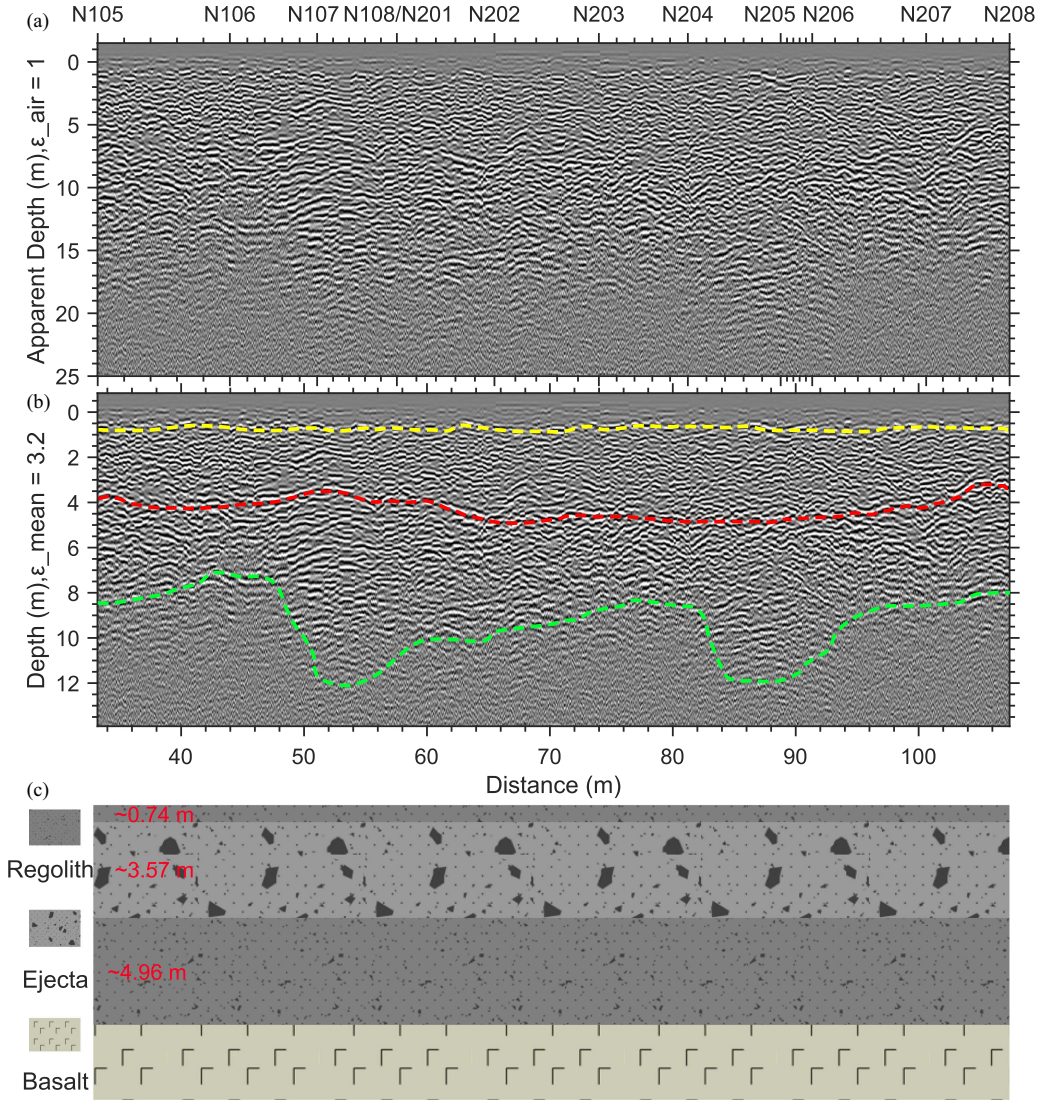 (a)
N105 N106 N107 N108/N201 N202 N203 N204 N205 N206 N207 N208
Apparent Depth (m),ε_air = 1
0
5
10
15
20
25
(b)
Depth (m),ε_mean = 3.2
0
2
4
6
8
10
12
40 50 60 70 80 90 100
Distance (m)
(c)
~0.74 m
Regolith
~3.57 m
Ejecta
~4.96 m
Basalt